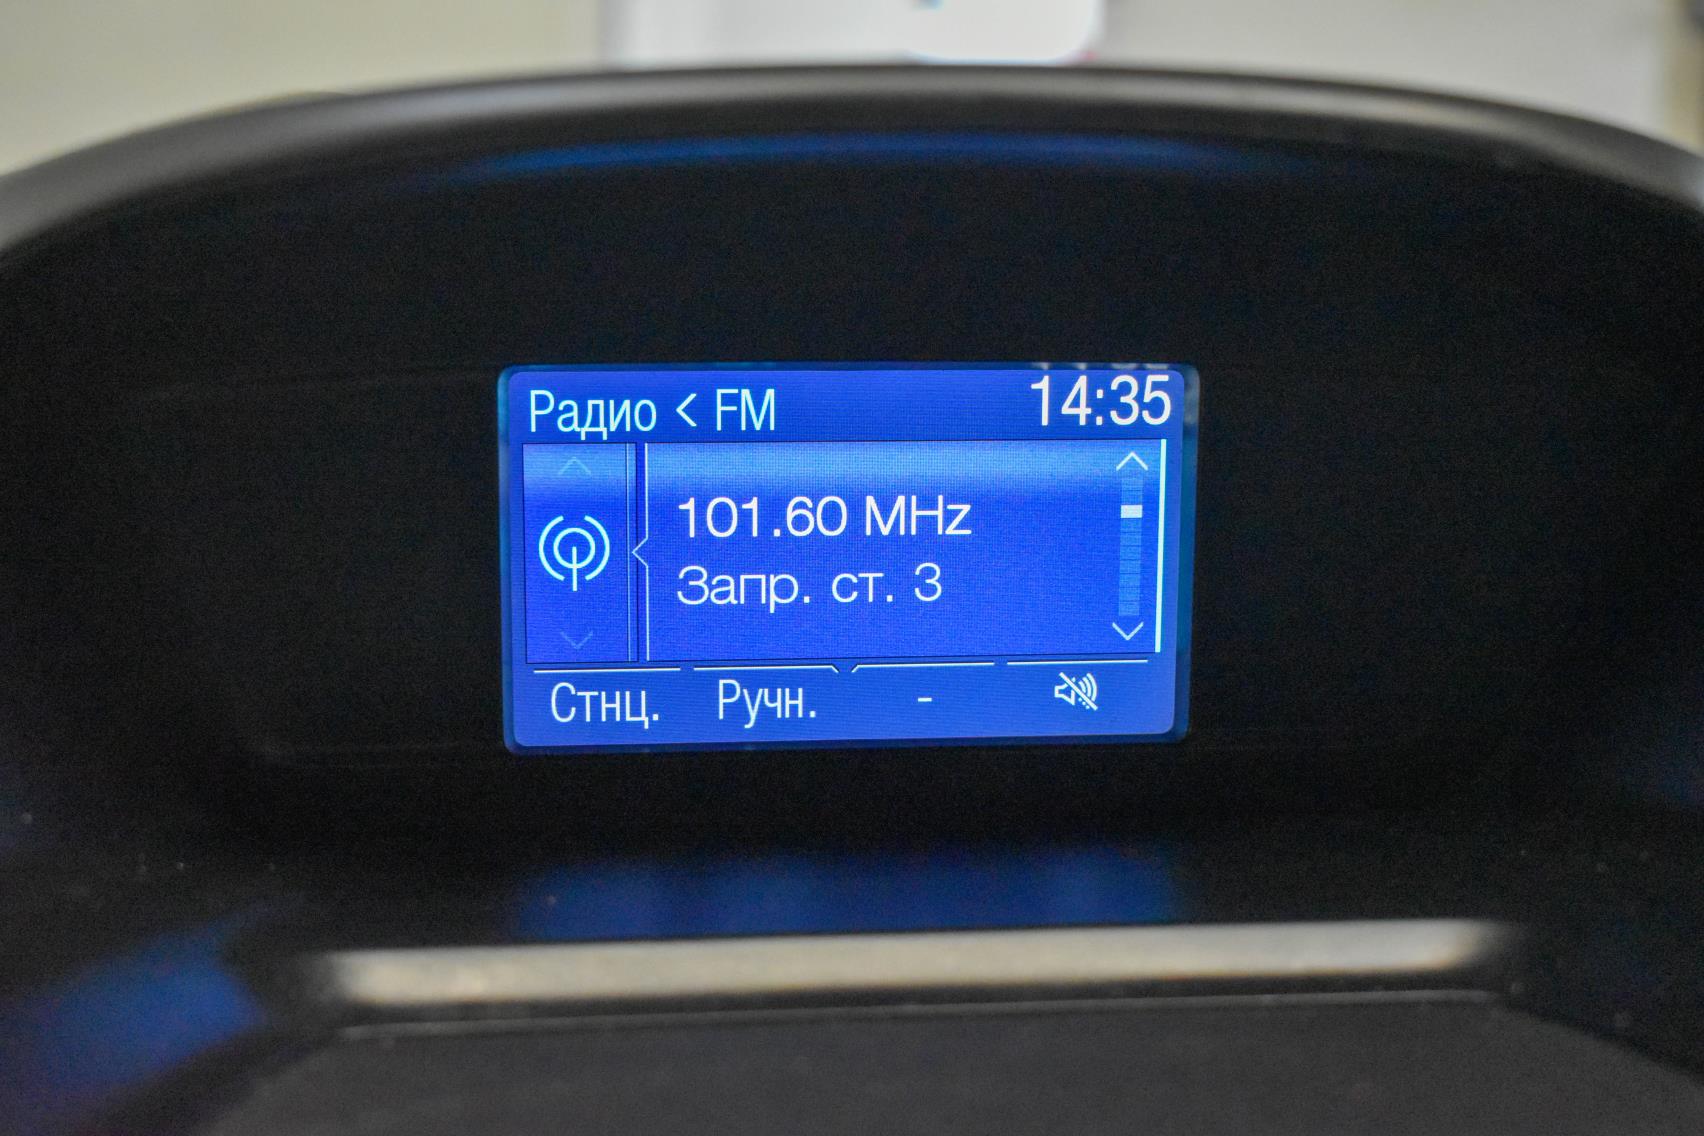 Радио < FM 14:35
101.60 MHz
Запр. ст. 3
Стнц. Ручн. -